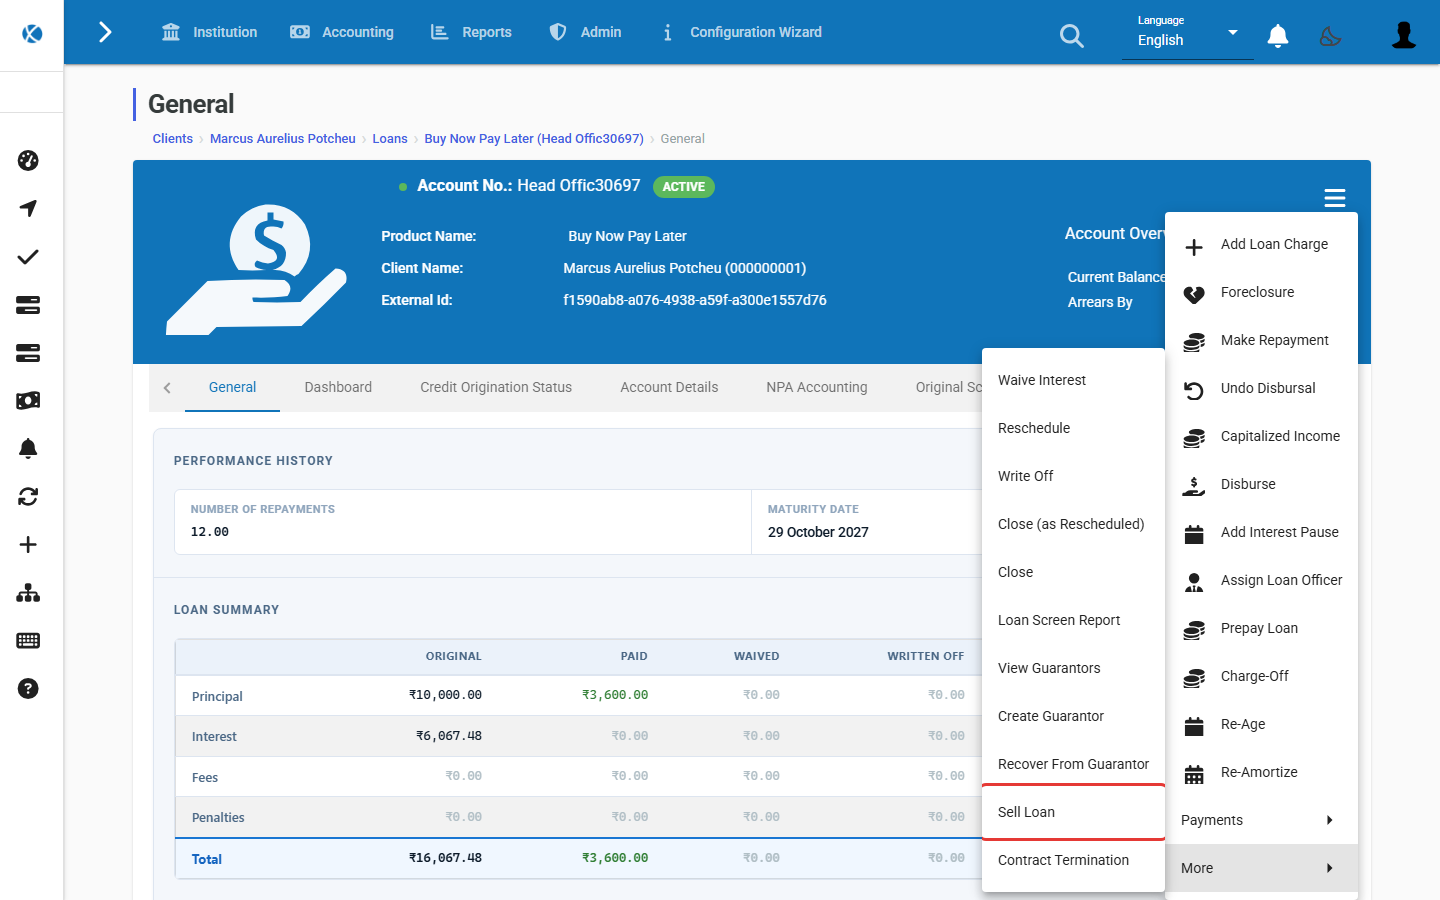 Institution
Accounting
Reports
Admin
Configuration Wizard
Language
English
General
Clients › Marcus Aurelius Potcheu › Loans › Buy Now Pay Later (Head Offic30697) › General
Account No.: Head Offic30697 ACTIVE
Product Name: Buy Now Pay Later
Client Name: Marcus Aurelius Potcheu (000000001)
External Id: f1590ab8-a076-4938-a59f-a300e1557d76
Account Over
Current Balance
Arrears By
General
Dashboard
Credit Origination Status
Account Details
NPA Accounting
Original Sc
PERFORMANCE HISTORY
NUMBER OF REPAYMENTS
12.00
MATURITY DATE
29 October 2027
LOAN SUMMARY
ORIGINAL PAID WAIVED WRITTEN OFF
Principal ₹10,000.00 ₹3,600.00 ₹0.00 ₹0.00
Interest ₹6,067.48 ₹0.00 ₹0.00 ₹0.00
Fees ₹0.00 ₹0.00 ₹0.00 ₹0.00
Penalties ₹0.00 ₹0.00 ₹0.00 ₹0.00
Total ₹16,067.48 ₹3,600.00 ₹0.00 ₹0.00
Waive Interest
Reschedule
Write Off
Close (as Rescheduled)
Close
Loan Screen Report
View Guarantors
Create Guarantor
Recover From Guarantor
Sell Loan
Contract Termination
Add Loan Charge
Foreclosure
Make Repayment
Undo Disbursal
Capitalized Income
Disburse
Add Interest Pause
Assign Loan Officer
Prepay Loan
Charge-Off
Re-Age
Re-Amortize
Payments
More